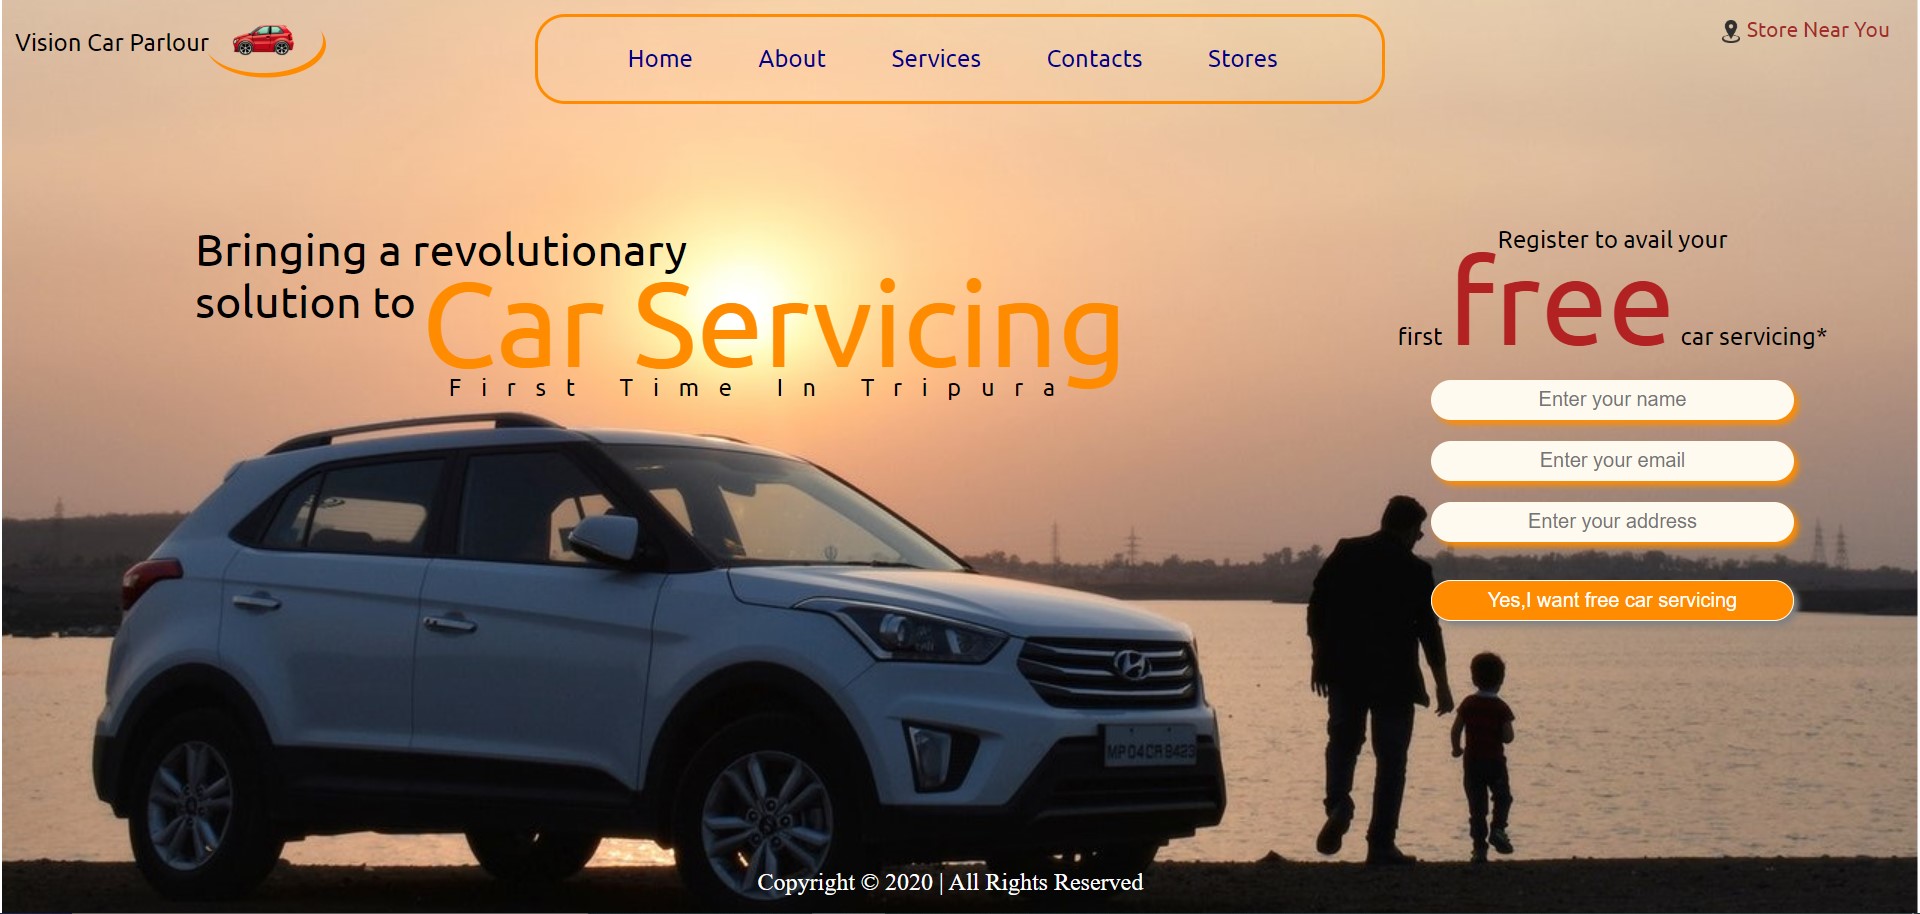 Vision Car Parlour
Home
About
Services
Contacts
Stores
Store Near You
Bringing a revolutionary
solution to Car Servicing
First Time In Tripura
Register to avail your
first free car servicing*
Enter your name
Enter your email
Enter your address
Yes,I want free car servicing
MP04CR8423
Copyright © 2020 | All Rights Reserved